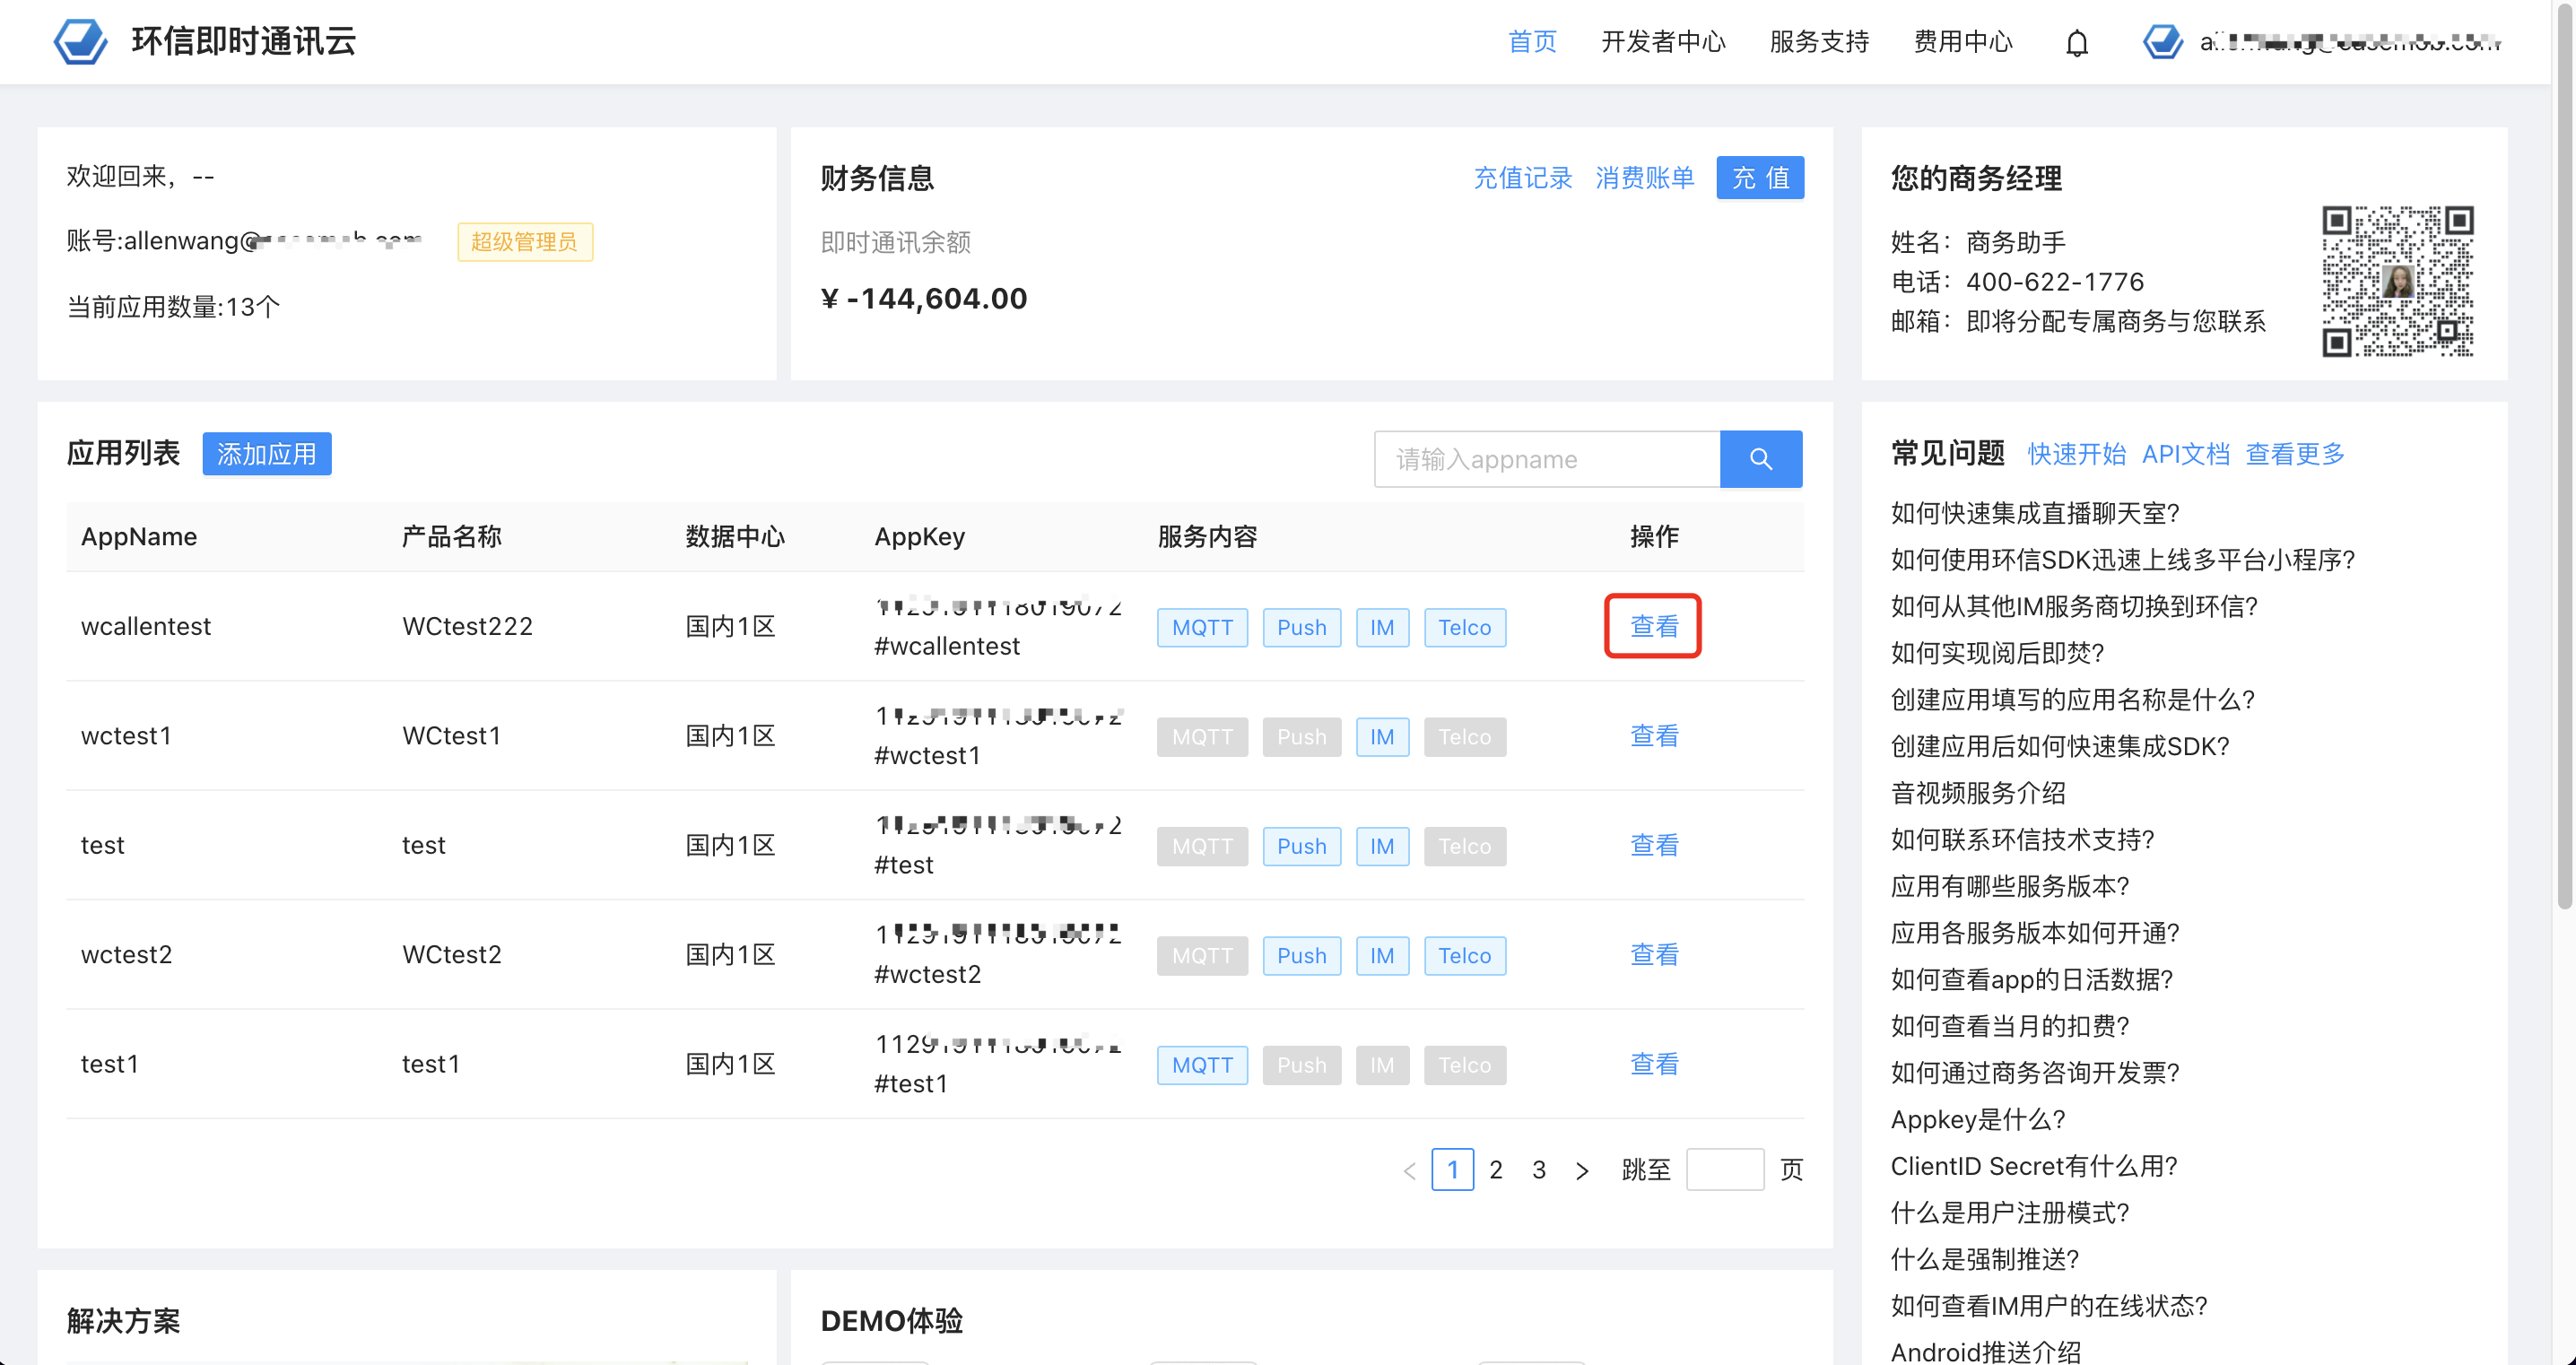 环信即时通讯云
首页 开发者中心 服务支持 费用中心
欢迎回来，--
账号:allenwang@
超级管理员
当前应用数量:13个
财务信息
充值记录 消费账单 充 值
即时通讯余额
¥ -144,604.00
您的商务经理
姓名：商务助手
电话：400-622-1776
邮箱：即将分配专属商务与您联系
应用列表 添加应用
请输入appname
AppName 产品名称 数据中心 AppKey 服务内容 操作
wcallentest WCtest222 国内1区 #wcallentest MQTT Push IM Telco 查看
wctest1 WCtest1 国内1区 #wctest1 MQTT Push IM Telco 查看
test test 国内1区 #test MQTT Push IM Telco 查看
wctest2 WCtest2 国内1区 #wctest2 MQTT Push IM Telco 查看
test1 test1 国内1区 #test1 MQTT Push IM Telco 查看
< 1 2 3 > 跳至 页
常见问题 快速开始 API文档 查看更多
如何快速集成直播聊天室?
如何使用环信SDK迅速上线多平台小程序?
如何从其他IM服务商切换到环信?
如何实现阅后即焚?
创建应用填写的应用名称是什么?
创建应用后如何快速集成SDK?
音视频服务介绍
如何联系环信技术支持?
应用有哪些服务版本?
应用各服务版本如何开通?
如何查看app的日活数据?
如何查看当月的扣费?
如何通过商务咨询开发票?
Appkey是什么?
ClientID Secret有什么用?
什么是用户注册模式?
什么是强制推送?
如何查看IM用户的在线状态?
Android推送介绍
解决方案
DEMO体验